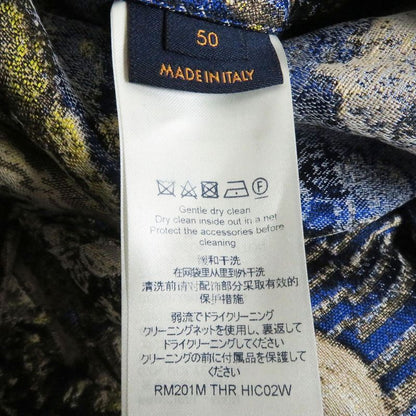 50
MADE IN ITALY
F
Gentle dry clean
Dry clean inside out in a net
Protect the accessories before
cleaning
缓和干洗
在网袋里从里到外干洗
清洗前请对配饰部分采取有效的
保护措施
弱流でドライクリーニング
クリーニングネットを使用し、裏返して
ドライクリーニングしてください
クリーニングの前に付属品を保護して
ください
RM201M THR HIC02W